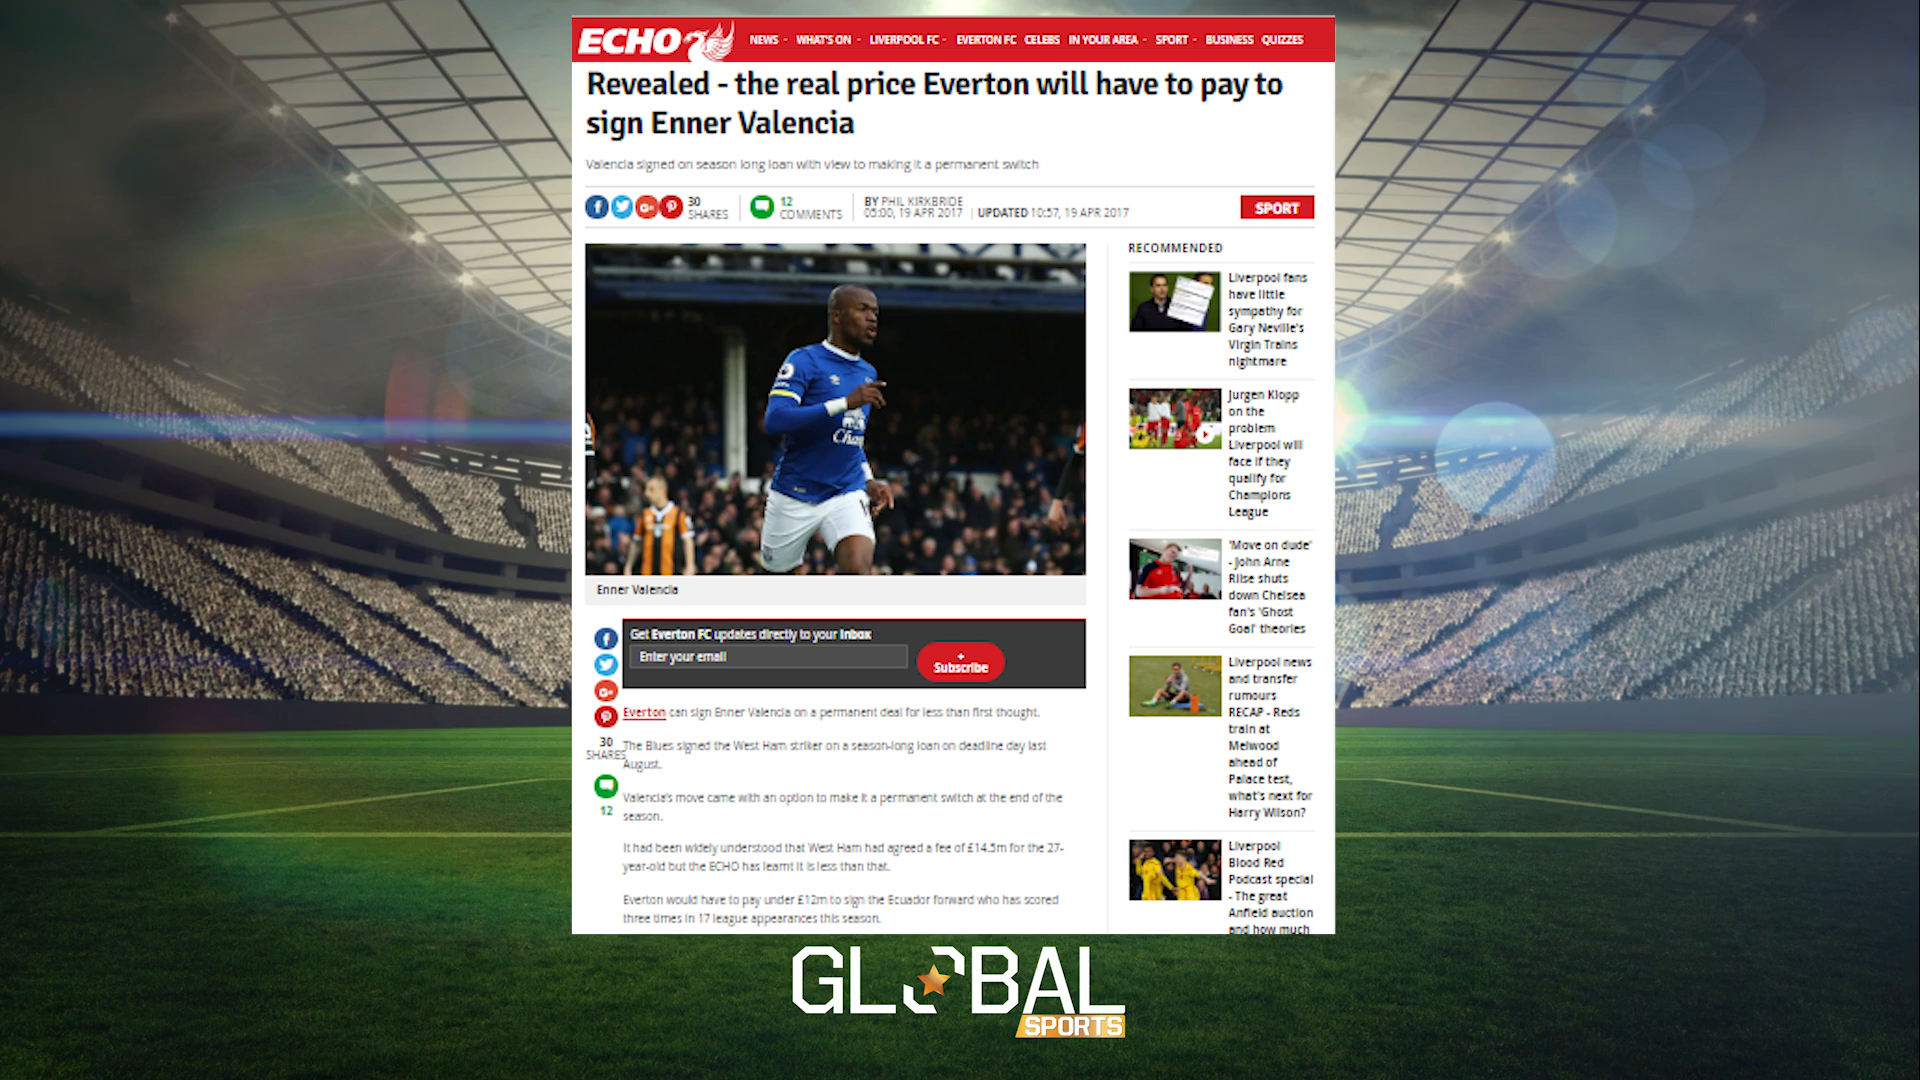 ECHO
NEWS WHAT'S ON LIVERPOOL FC EVERTON FC CELEBS IN YOUR AREA SPORT BUSINESS QUIZZES
Revealed - the real price Everton will have to pay to
sign Enner Valencia
Valencia signed on season long loan with view to making it a permanent switch
30
SHARES
12
COMMENTS
BY PHIL KIRKBRIDE
05:00, 19 APR 2017 | UPDATED 10:57, 19 APR 2017
SPORT
Enner Valencia
Get Everton FC updates directly to your inbox
Enter your email
+
Subscribe
30
SHARES
12
Everton can sign Enner Valencia on a permanent deal for less than first thought.
The Blues signed the West Ham striker on a season-long loan on deadline day last
August.
Valencia's move came with an option to make it a permanent switch at the end of the
season.
It had been widely understood that West Ham had agreed a fee of £14.5m for the 27-
year-old but the ECHO has learnt it is less than that.
Everton would have to pay under £12m to sign the Ecuador forward who has scored
three times in 17 league appearances this season.
RECOMMENDED
Liverpool fans
have little
sympathy for
Gary Neville's
Virgin Trains
nightmare
Jurgen Klopp
on the
problem
Liverpool will
face if they
qualify for
Champions
League
'Move on dude'
- John Arne
Riise shuts
down Chelsea
fan's 'Ghost
Goal' theories
Liverpool news
and transfer
rumours
RECAP - Reds
train at
Melwood
ahead of
Palace test,
what's next for
Harry Wilson?
Liverpool
Blood Red
Podcast special
- The great
Anfield auction
and how much
GLOBAL
SPORTS